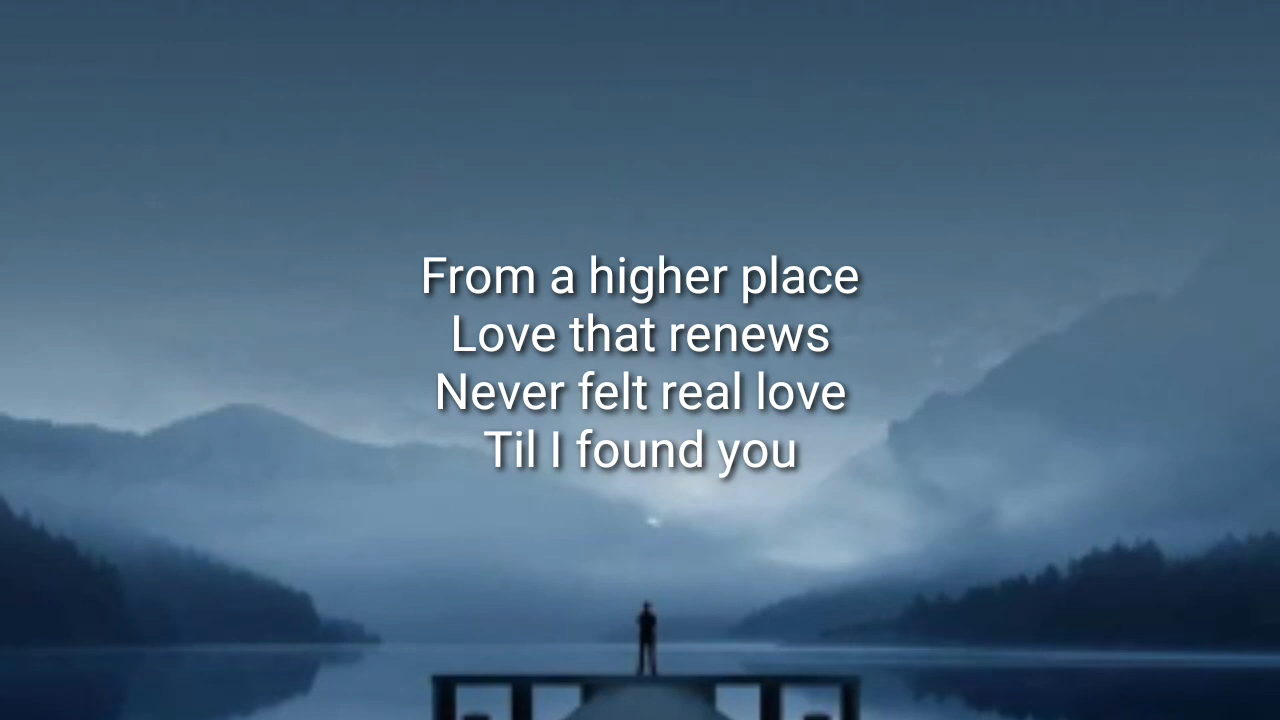 From a higher place
Love that renews
Never felt real love
Til I found you